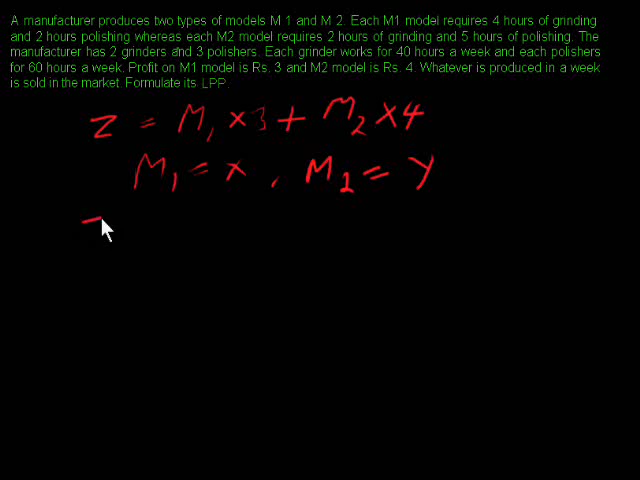 A manufacturer produces two types of models M 1 and M 2. Each M1 model requires 4 hours of grinding
and 2 hours polishing whereas each M2 model requires 2 hours of grinding and 5 hours of polishing. The
manufacturer has 2 grinders and 3 polishers. Each grinder works for 40 hours a week and each polishers
for 60 hours a week. Profit on M1 model is Rs. 3 and M2 model is Rs. 4. Whatever is produced in a week
is sold in the market. Formulate its LPP.
z = M₁ × 3 + M₂ × 4
M₁ = x , M₂ = y